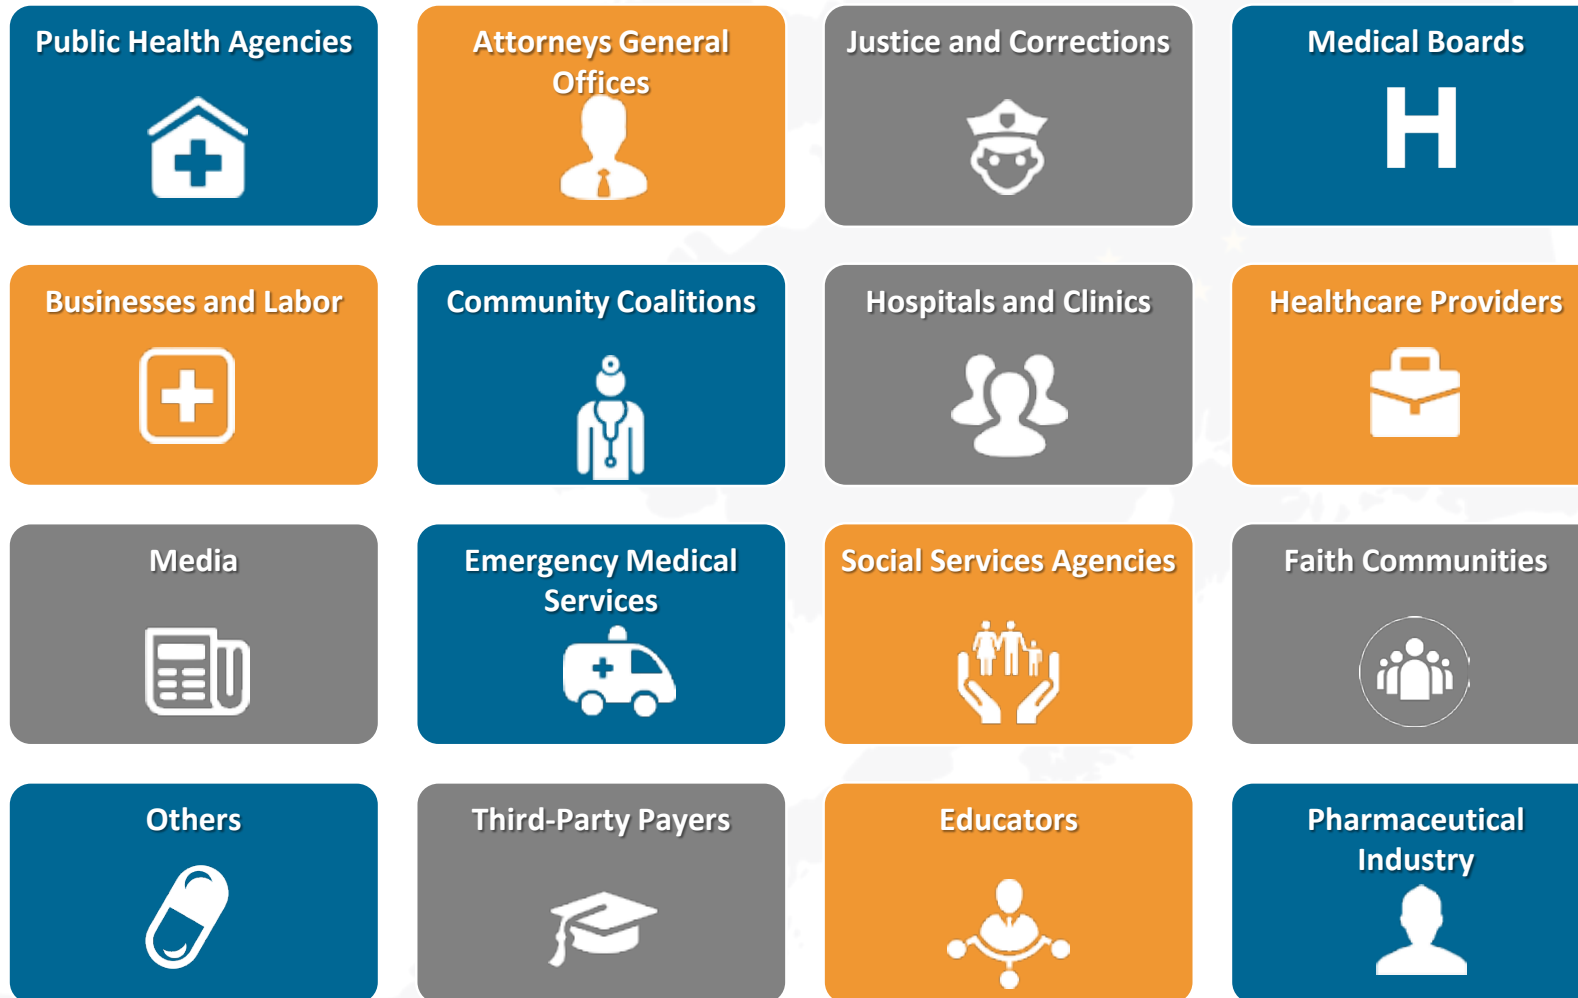 Public Health Agencies
Attorneys General
Offices
Justice and Corrections
Medical Boards
H
Businesses and Labor
Community Coalitions
Hospitals and Clinics
Healthcare Providers
Media
Emergency Medical
Services
Social Services Agencies
Faith Communities
Others
Third-Party Payers
Educators
Pharmaceutical
Industry